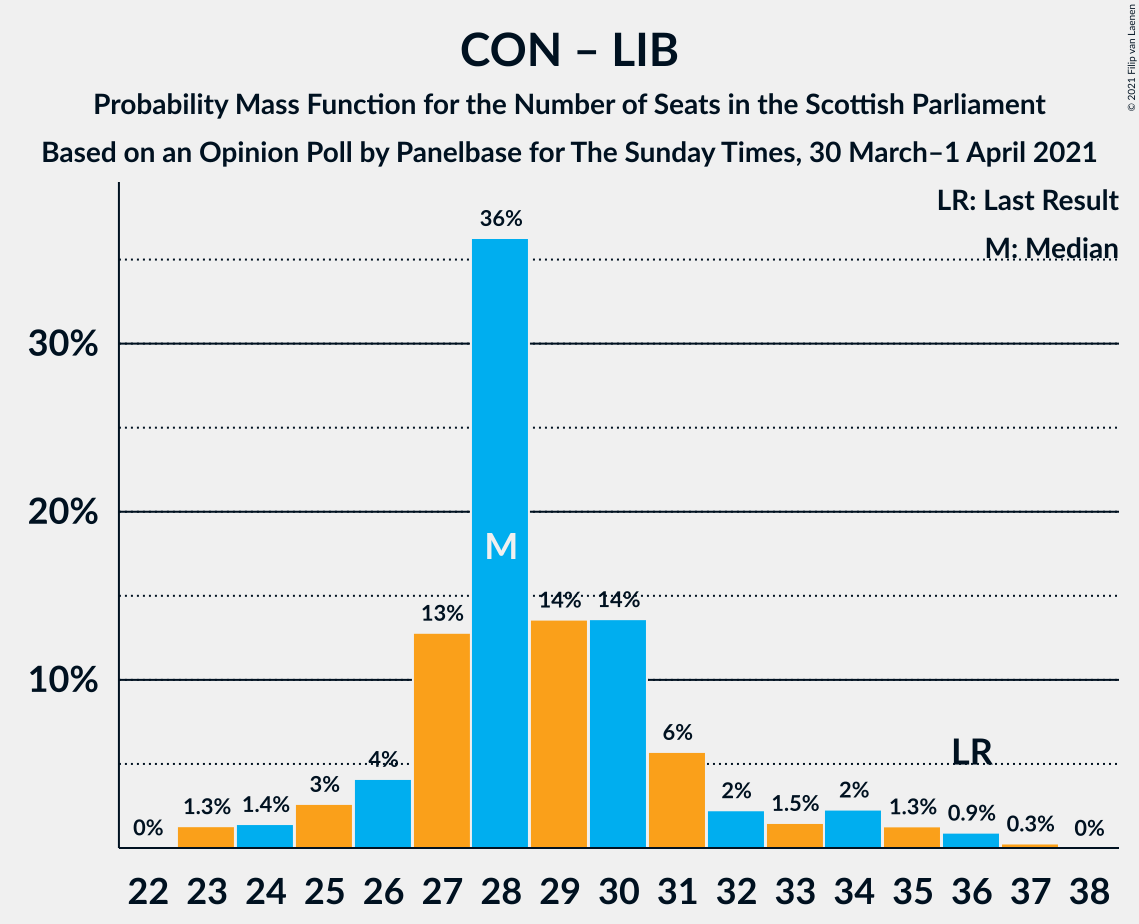 CON – LIB
Probability Mass Function for the Number of Seats in the Scottish Parliament
Based on an Opinion Poll by Panelbase for The Sunday Times, 30 March–1 April 2021
© 2021 Filip van Laenen
LR: Last Result
M: Median
36%
30%
20%
M
13%
14%
14%
10%
6%
LR
4%
3%
2%
2%
1.3%
1.4%
1.5%
1.3%
0.9%
0.3%
0%
0%
22 23 24 25 26 27 28 29 30 31 32 33 34 35 36 37 38